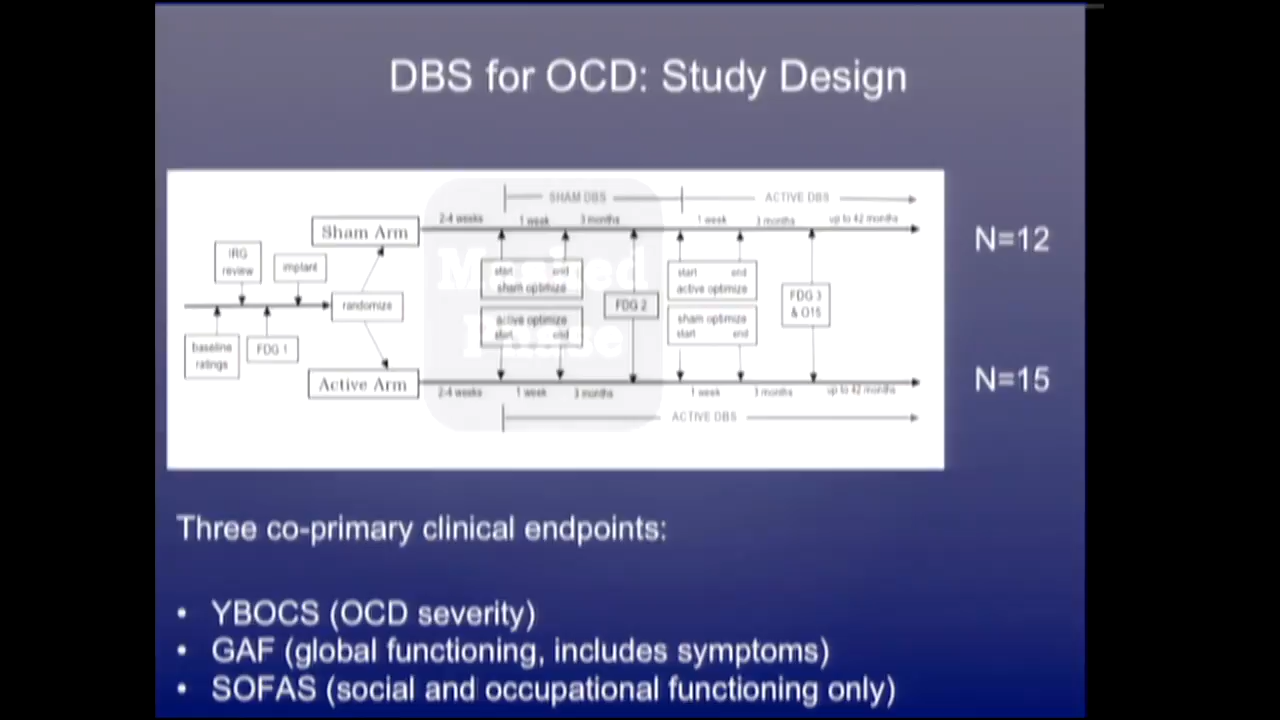 DBS for OCD: Study Design
SHAM DBS
ACTIVE DBS
2-4 weeks
1 week
3 months
1 week
3 months
up to 42 months
Sham Arm
N=12
IRG
review
implant
start end
sham optimize
start end
active optimize
randomize
FDG 2
FDG 3
& O15
active optimize
start end
sham optimize
start end
baseline
ratings
FDG 1
Active Arm
N=15
2-4 weeks
1 week
3 months
1 week
3 months
up to 42 months
ACTIVE DBS
Masked
Phase
Three co-primary clinical endpoints:
• YBOCS (OCD severity)
• GAF (global functioning, includes symptoms)
• SOFAS (social and occupational functioning only)